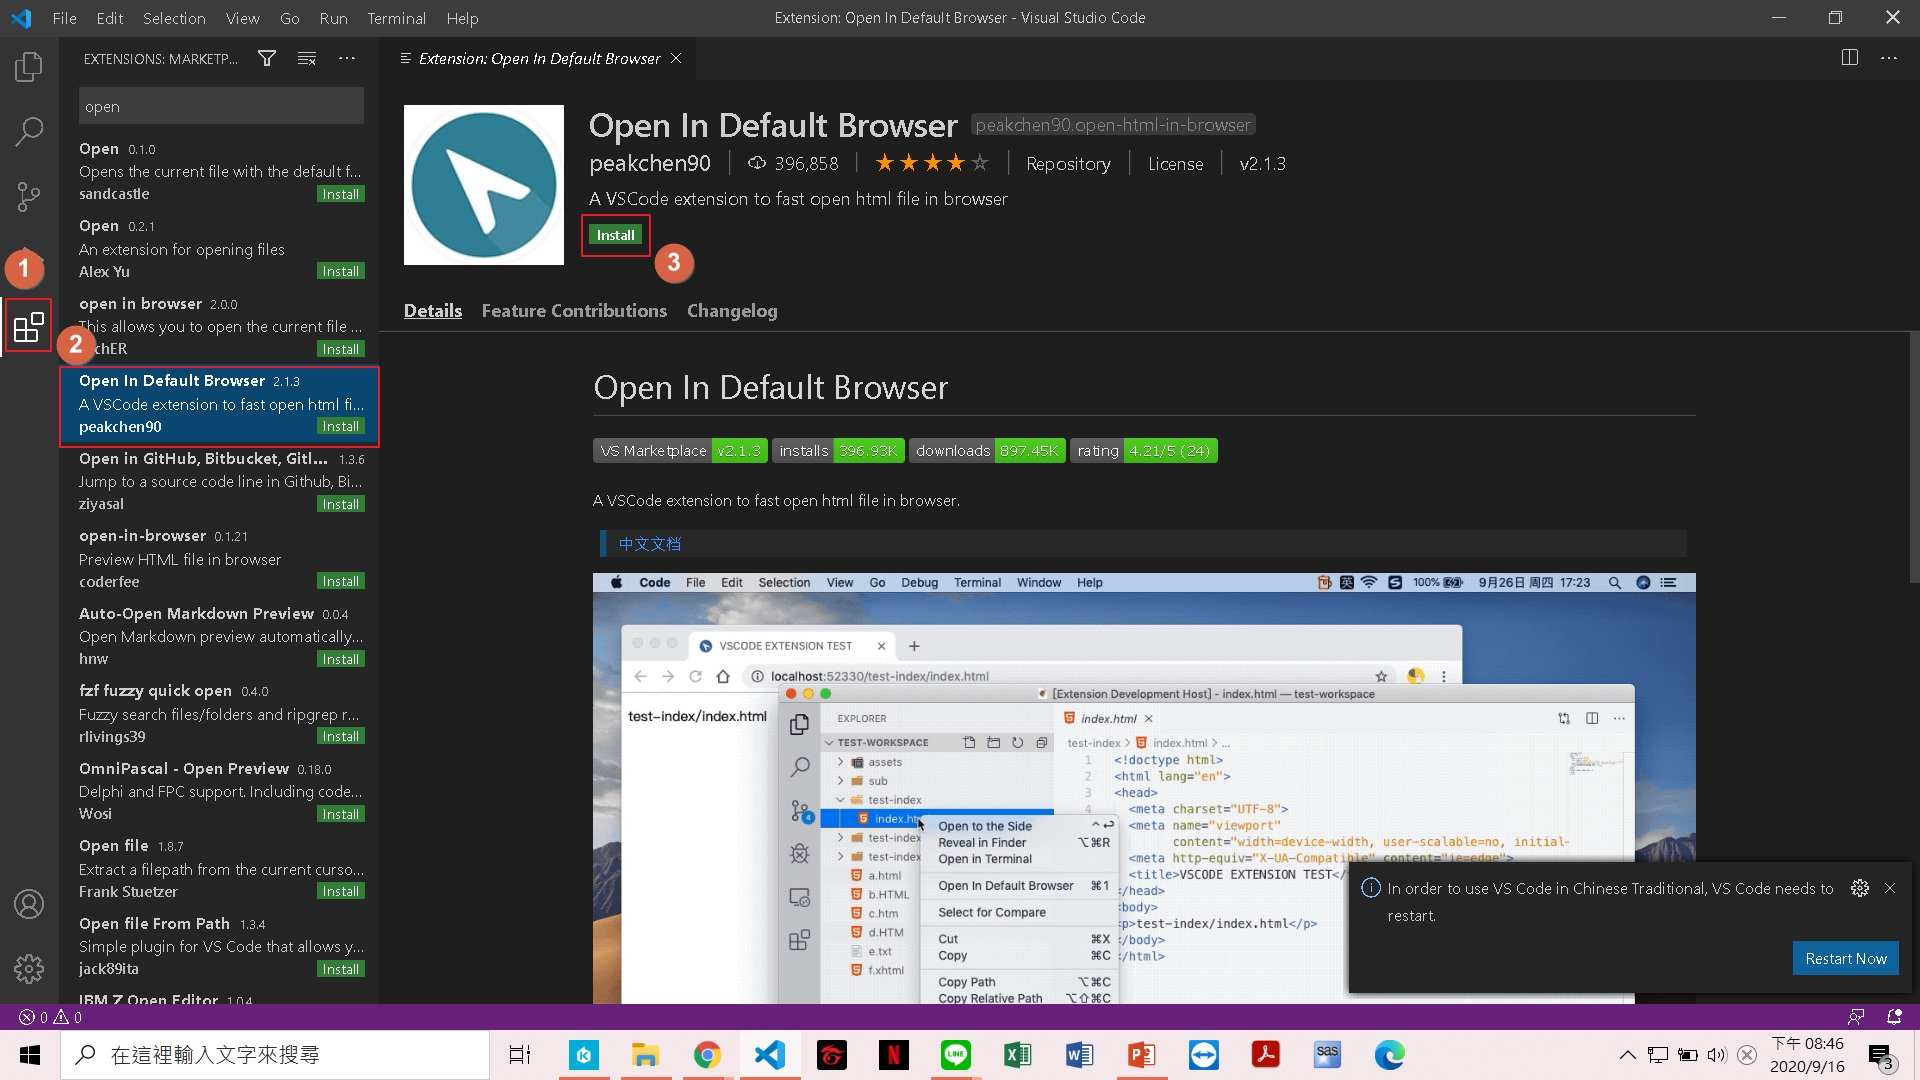 File Edit Selection View Go Run Terminal Help
Extension: Open In Default Browser - Visual Studio Code
EXTENSIONS: MARKETP...
open
Open 0.1.0
Opens the current file with the default f...
sandcastle Install
Open 0.2.1
An extension for opening files
Alex Yu Install
open in browser 2.0.0
This allows you to open the current file ...
chER Install
Open In Default Browser 2.1.3
A VSCode extension to fast open html fi...
peakchen90 Install
Open in GitHub, Bitbucket, Gitl... 1.3.6
Jump to a source code line in Github, Bi...
ziyasal Install
open-in-browser 0.1.21
Preview HTML file in browser
coderfee Install
Auto-Open Markdown Preview 0.0.4
Open Markdown preview automatically...
hnw Install
fzf fuzzy quick open 0.4.0
Fuzzy search files/folders and ripgrep r...
rlivings39 Install
OmniPascal - Open Preview 0.18.0
Delphi and FPC support. Including code...
Wosi Install
Open file 1.8.7
Extract a filepath from the current curso...
Frank Stuetzer Install
Open file From Path 1.3.4
Simple plugin for VS Code that allows y...
jack89ita Install
IBM Z Open Editor 1.0.4
1
2
3
Extension: Open In Default Browser
Open In Default Browser peakchen90.open-html-in-browser
peakchen90 396,858 Repository License v2.1.3
A VSCode extension to fast open html file in browser
Install
Details Feature Contributions Changelog
Open In Default Browser
VS Marketplace v2.1.3 installs 396.93K downloads 897.45K rating 4.21/5 (24)
A VSCode extension to fast open html file in browser.
中文文档
Code File Edit Selection View Go Debug Terminal Window Help 英 100% 9月26日 周四 17:23
VSCODE EXTENSION TEST
localhost:52330/test-index/index.html
test-index/index.html
[Extension Development Host] - index.html — test-workspace
EXPLORER
TEST-WORKSPACE
assets
sub
test-index
index.ht
test-index
test-index
a.html
b.HTML
c.htm
d.HTM
e.txt
f.xhtml
4
index.html
test-index > index.html > ...
1 <!doctype html>
2 <html lang="en">
3 <head>
4 <meta charset="UTF-8">
<meta name="viewport"
content="width=device-width, user-scalable=no, initial-
<meta http-equiv="X-UA-Compatible" content="ie=edge">
<title>VSCODE EXTENSION TEST</
</head>
<body>
<p>test-index/index.html</p>
</body>
</html>
Open to the Side ⌃↩
Reveal in Finder ⌥⌘R
Open in Terminal
Open In Default Browser ⌘1
Select for Compare
Cut ⌘X
Copy ⌘C
Copy Path ⌥⌘C
Copy Relative Path ⌥⇧⌘C
In order to use VS Code in Chinese Traditional, VS Code needs to
restart.
Restart Now
0 0
在這裡輸入文字來搜尋
LINE
sas
下午 08:46
2020/9/16
3